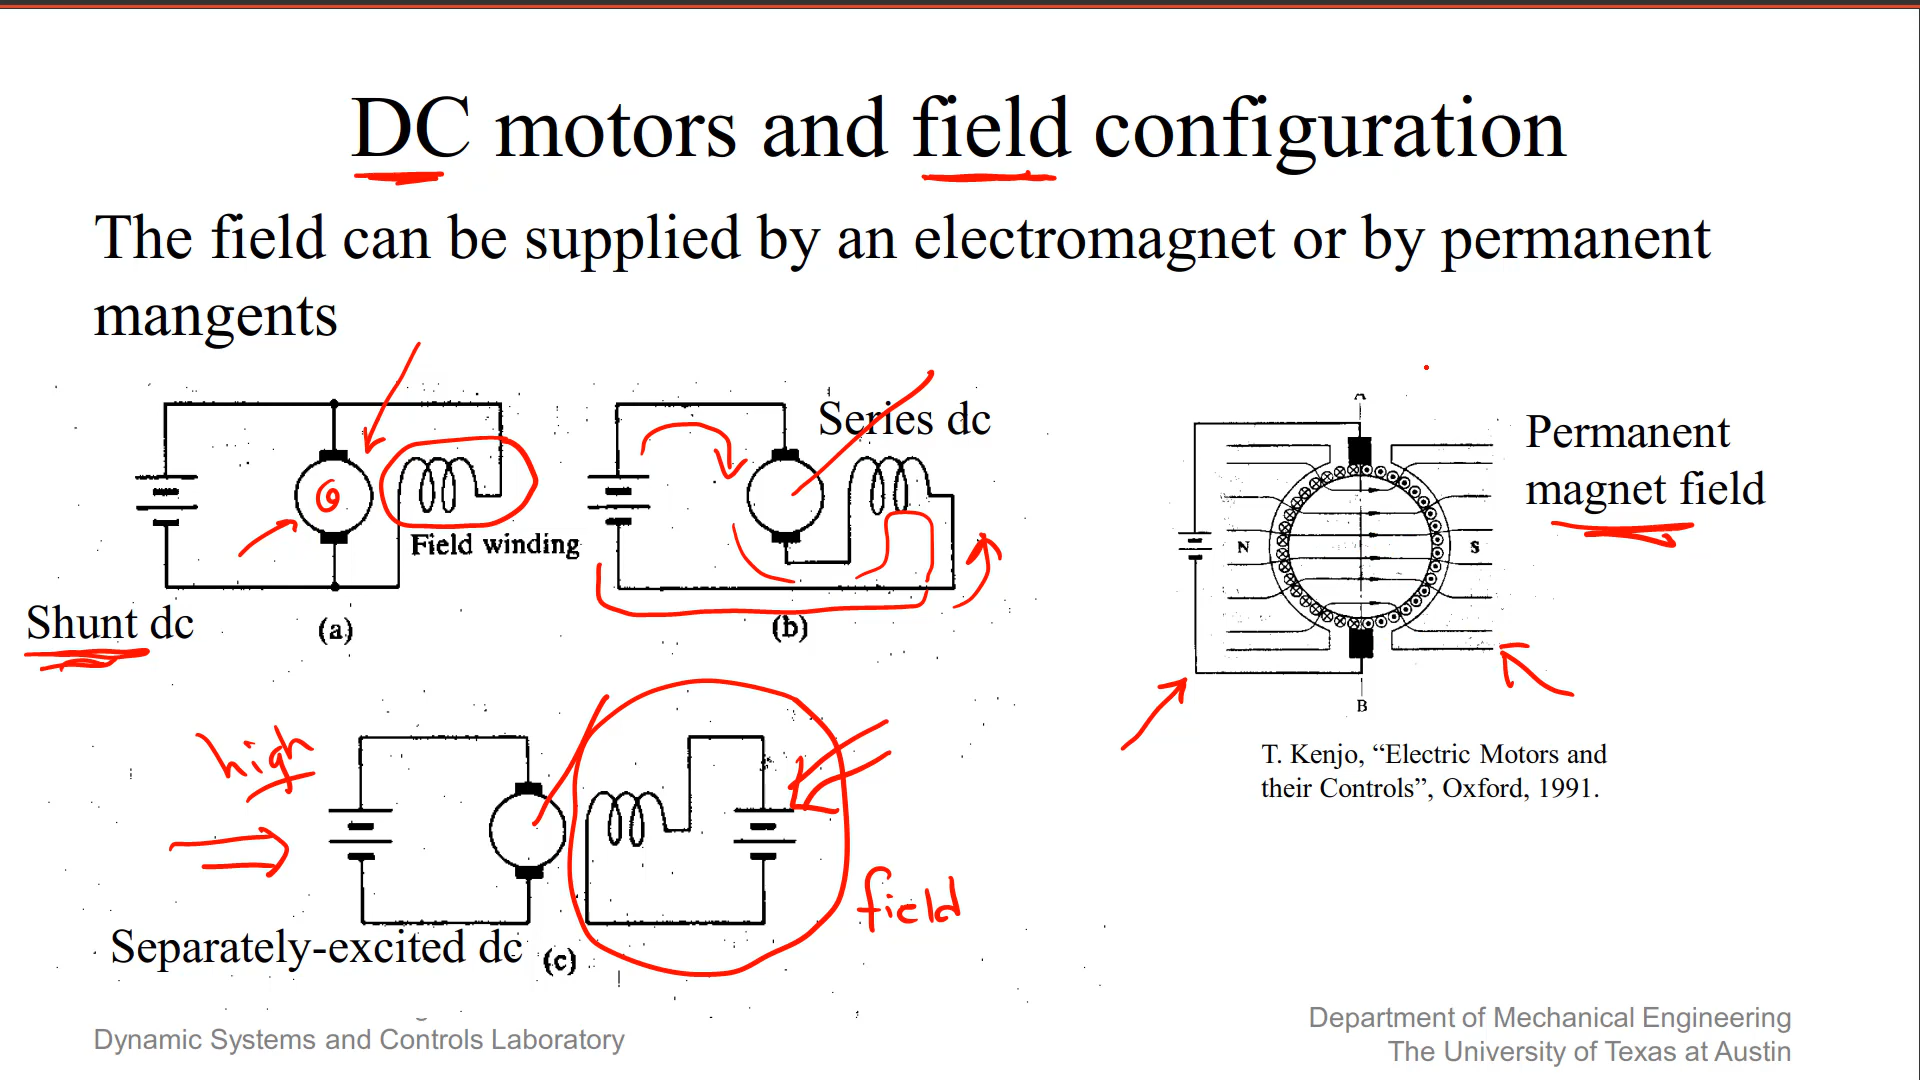 DC motors and field configuration
The field can be supplied by an electromagnet or by permanent
mangents
Series dc
Field winding
Shunt dc
(a)
(b)
A
N
S
B
Permanent
magnet field
T. Kenjo, “Electric Motors and
their Controls”, Oxford, 1991.
high
field
Separately-excited dc
(c)
Dynamic Systems and Controls Laboratory
Department of Mechanical Engineering
The University of Texas at Austin